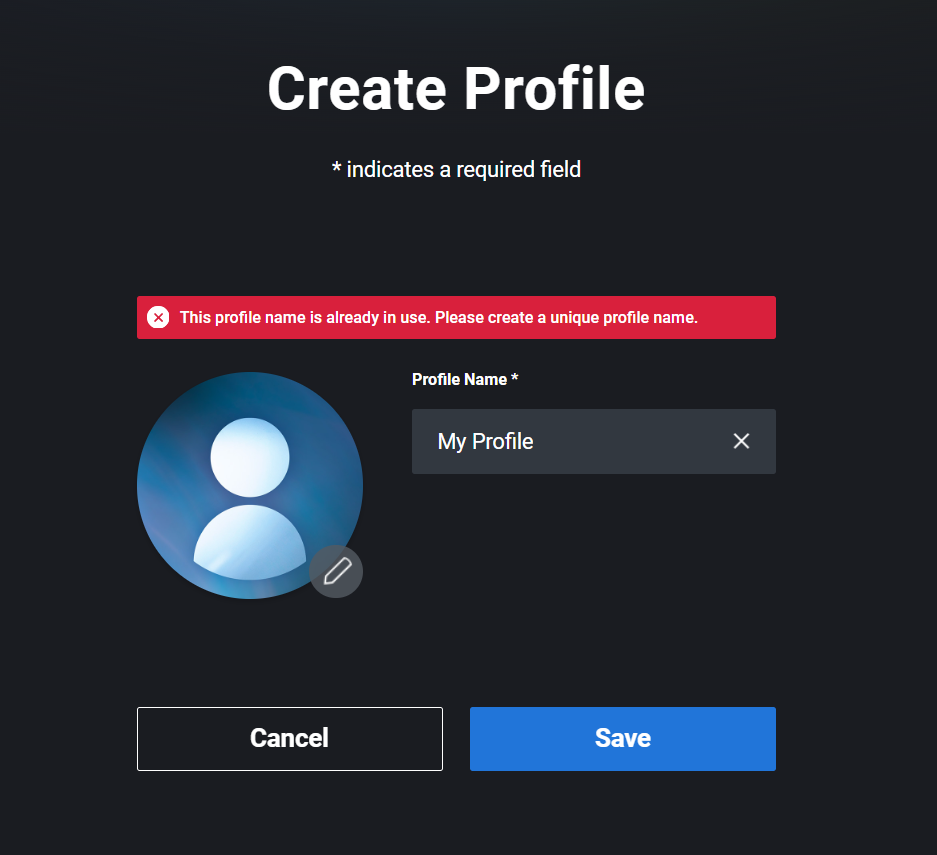 Create Profile
* indicates a required field
This profile name is already in use. Please create a unique profile name.
Profile Name *
My Profile
Cancel
Save